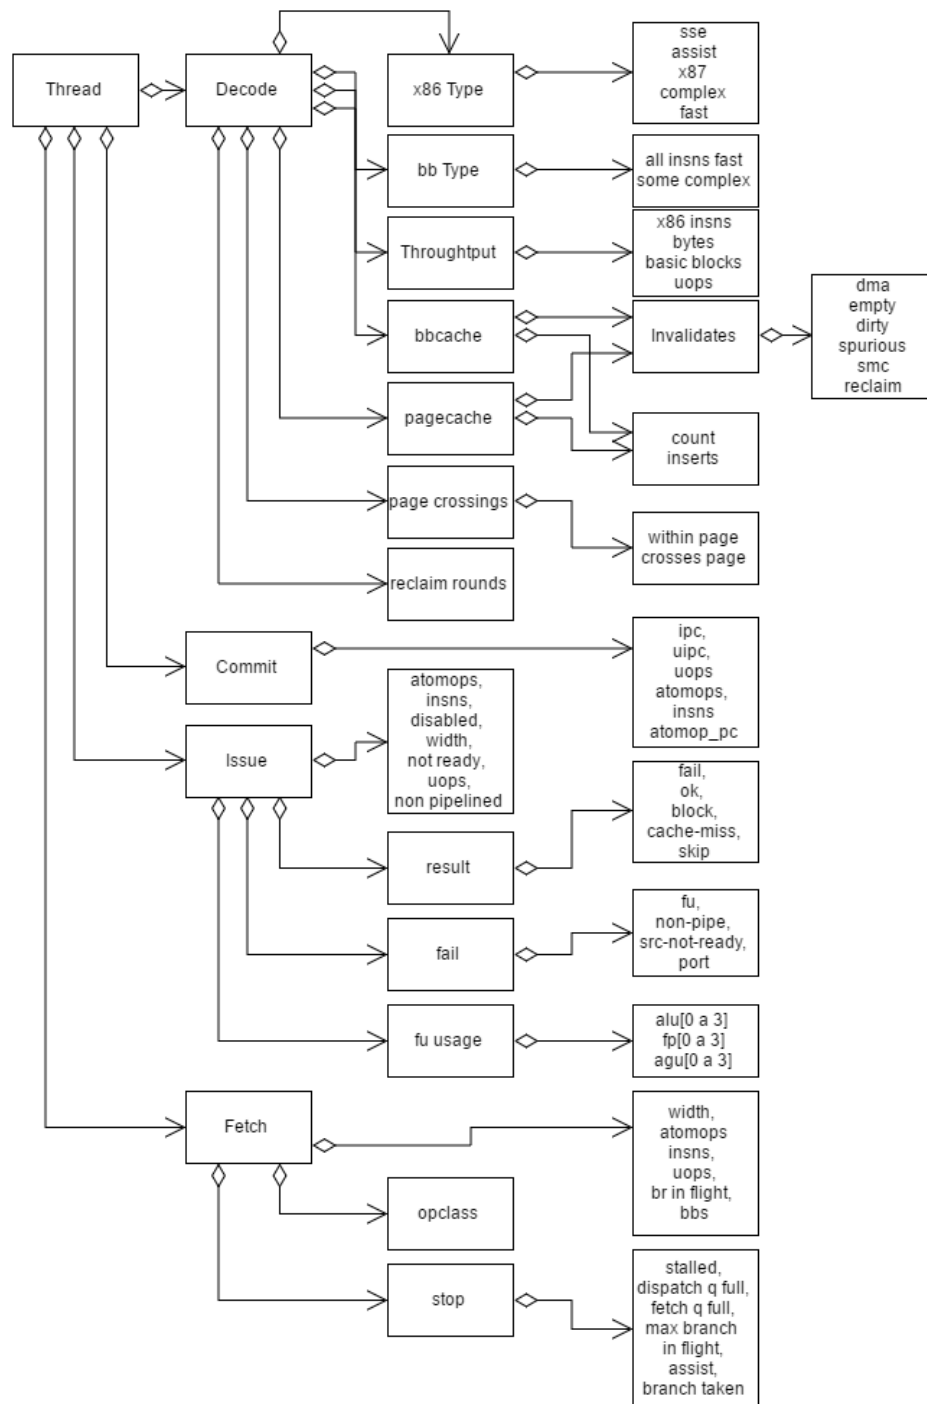 Thread
Decode
x86 Type
sse
assist
x87
complex
fast
bb Type
all insns fast
some complex
Throughtput
x86 insns
bytes
basic blocks
uops
bbcache
Invalidates
dma
empty
dirty
spurious
smc
reclaim
pagecache
count
inserts
page crossings
within page
crosses page
reclaim rounds
Commit
ipc,
uipc,
uops
atomops,
insns
atomop_pc
Issue
atomops,
insns,
disabled,
width,
not ready,
uops,
non pipelined
result
fail,
ok,
block,
cache-miss,
skip
fail
fu,
non-pipe,
src-not-ready,
port
fu usage
alu[0 a 3]
fp[0 a 3]
agu[0 a 3]
Fetch
width,
atomops
insns,
uops,
br in flight,
bbs
opclass
stop
stalled,
dispatch q full,
fetch q full,
max branch
in flight,
assist,
branch taken